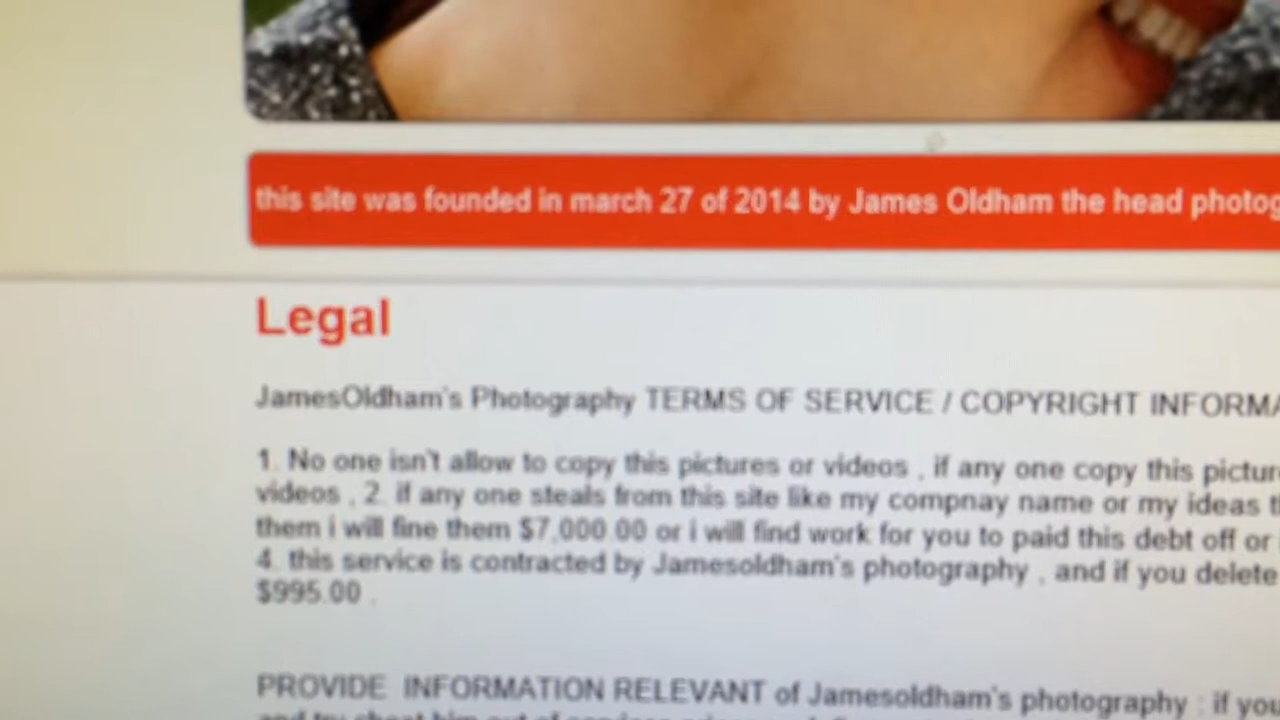 this site was founded in march 27 of 2014 by James Oldham the head photog
Legal
JamesOldham's Photography TERMS OF SERVICE / COPYRIGHT INFORMA
1. No one isn't allow to copy this pictures or videos , if any one copy this pictur
videos , 2. if any one steals from this site like my compnay name or my ideas t
them i will fine them $7,000.00 or i will find work for you to paid this debt off or
4. this service is contracted by Jamesoldham's photography , and if you delete
$995.00 .
PROVIDE INFORMATION RELEVANT of Jamesoldham's photography : if you